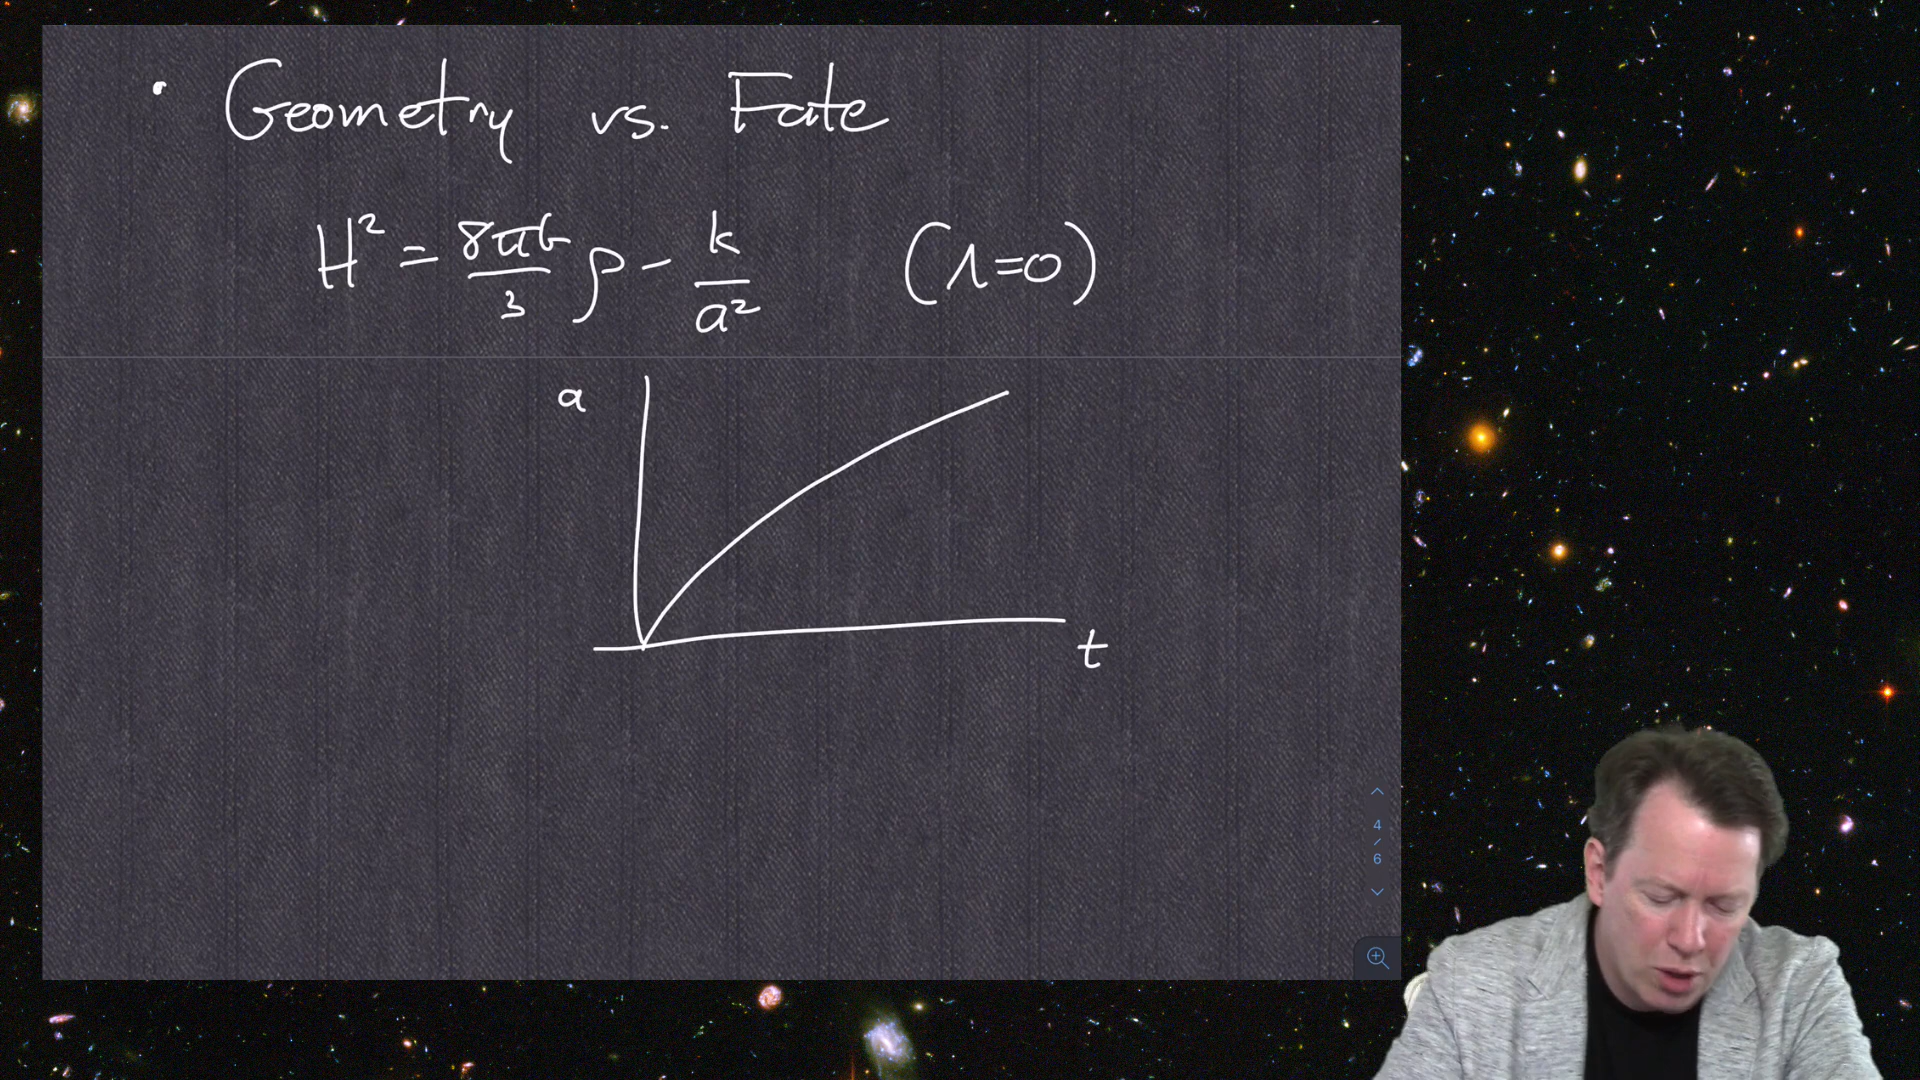 • Geometry vs. Fate
H² = 8πG/3 ρ − k/a² (Λ=0)
a
t
4
/
6